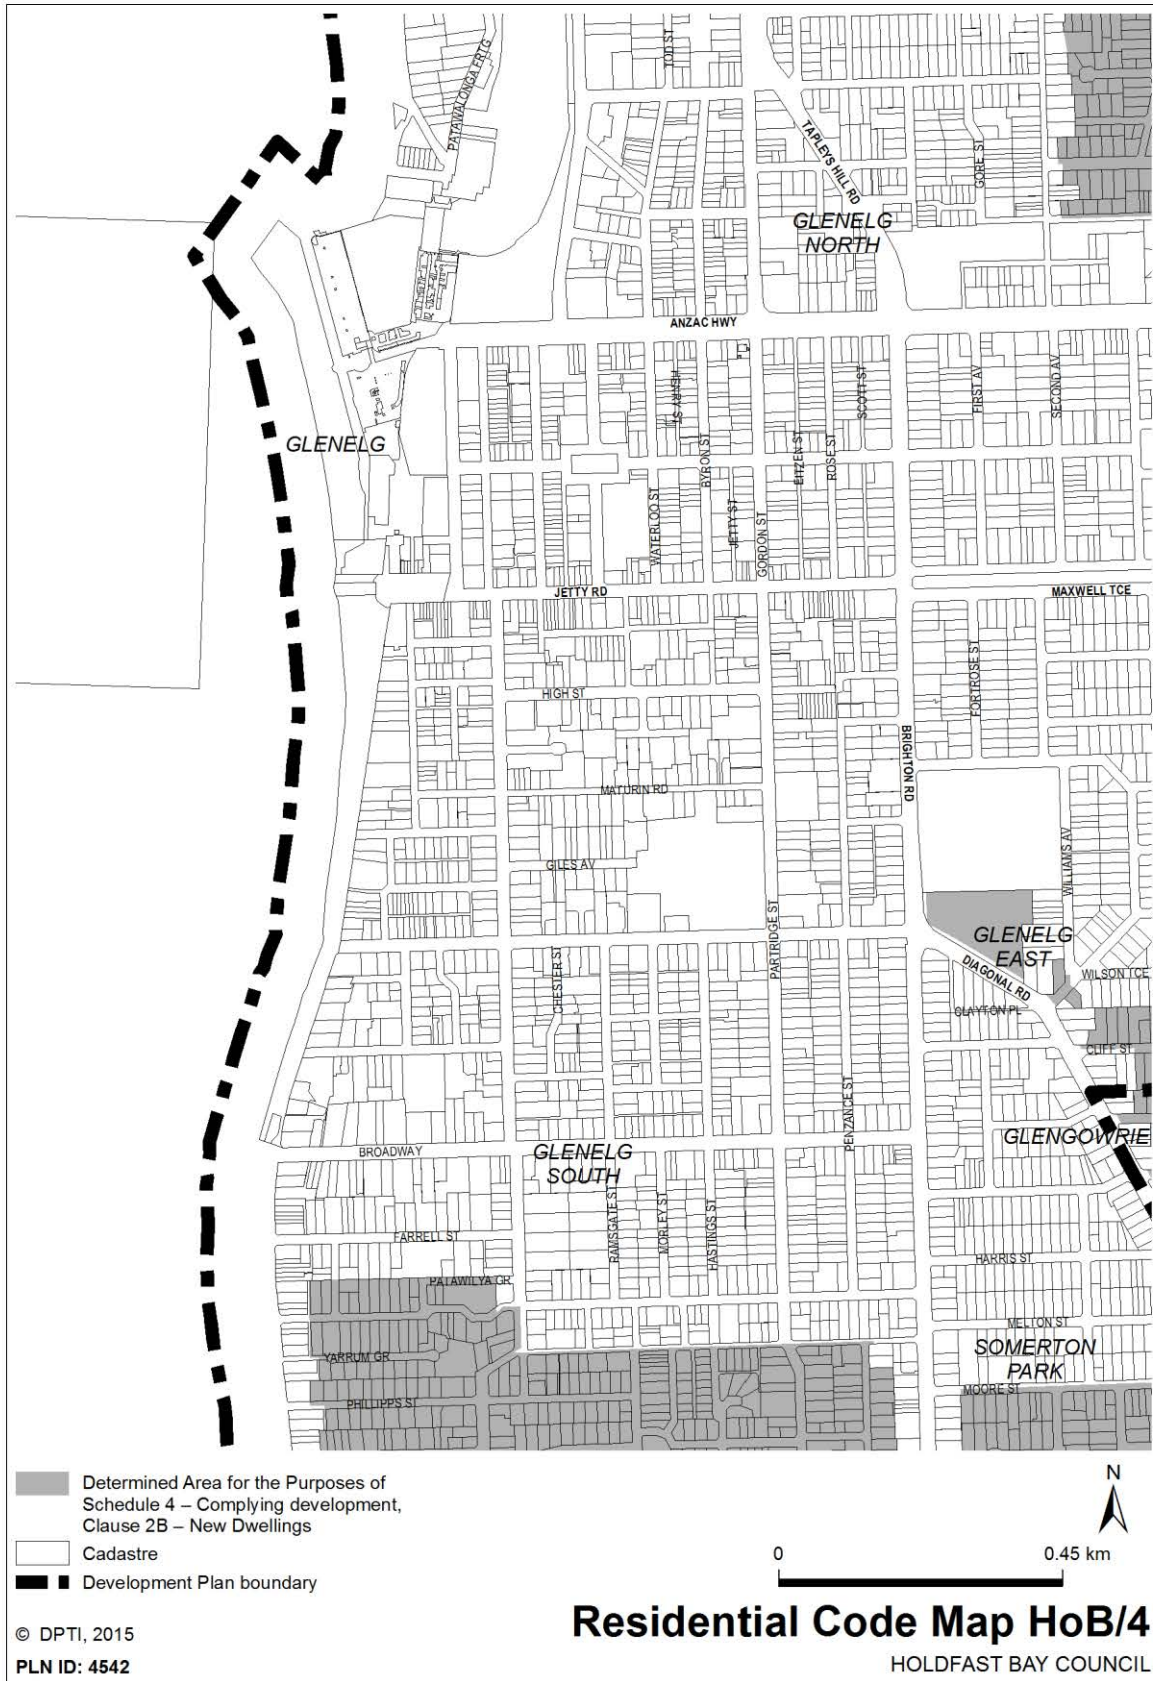 TOD ST
PATAWALONGA FRTG
TAPLEYS HILL RD
GORE ST
GLENELG
NORTH
ANZAC HWY
HENRY ST
SCOTT ST
FIRST AV
SECOND AV
GLENELG
BYRON ST
EITZEN ST
ROSE ST
WATERLOO ST
JETTY ST
GORDON ST
JETTY RD
MAXWELL TCE
FORTROSE ST
HIGH ST
BRIGHTON RD
MATURIN RD
WILLIAMS AV
GILES AV
PARTRIDGE ST
GLENELG
EAST
CHESTER ST
DIAGONAL RD
WILSON TCE
CLAYTON PL
CLIFF ST
PENZANCE ST
GLENGOWRIE
BROADWAY
GLENELG
SOUTH
RAMSGATE ST
MORLEY ST
HASTINGS ST
FARRELL ST
HARRIS ST
PATAWILYA GR
MELTON ST
YARRUM GR
SOMERTON
PARK
MOORE ST
PHILLIPPS ST
Determined Area for the Purposes of
Schedule 4 – Complying development,
Clause 2B – New Dwellings
Cadastre
Development Plan boundary
N
0 0.45 km
© DPTI, 2015
PLN ID: 4542
Residential Code Map HoB/4
HOLDFAST BAY COUNCIL